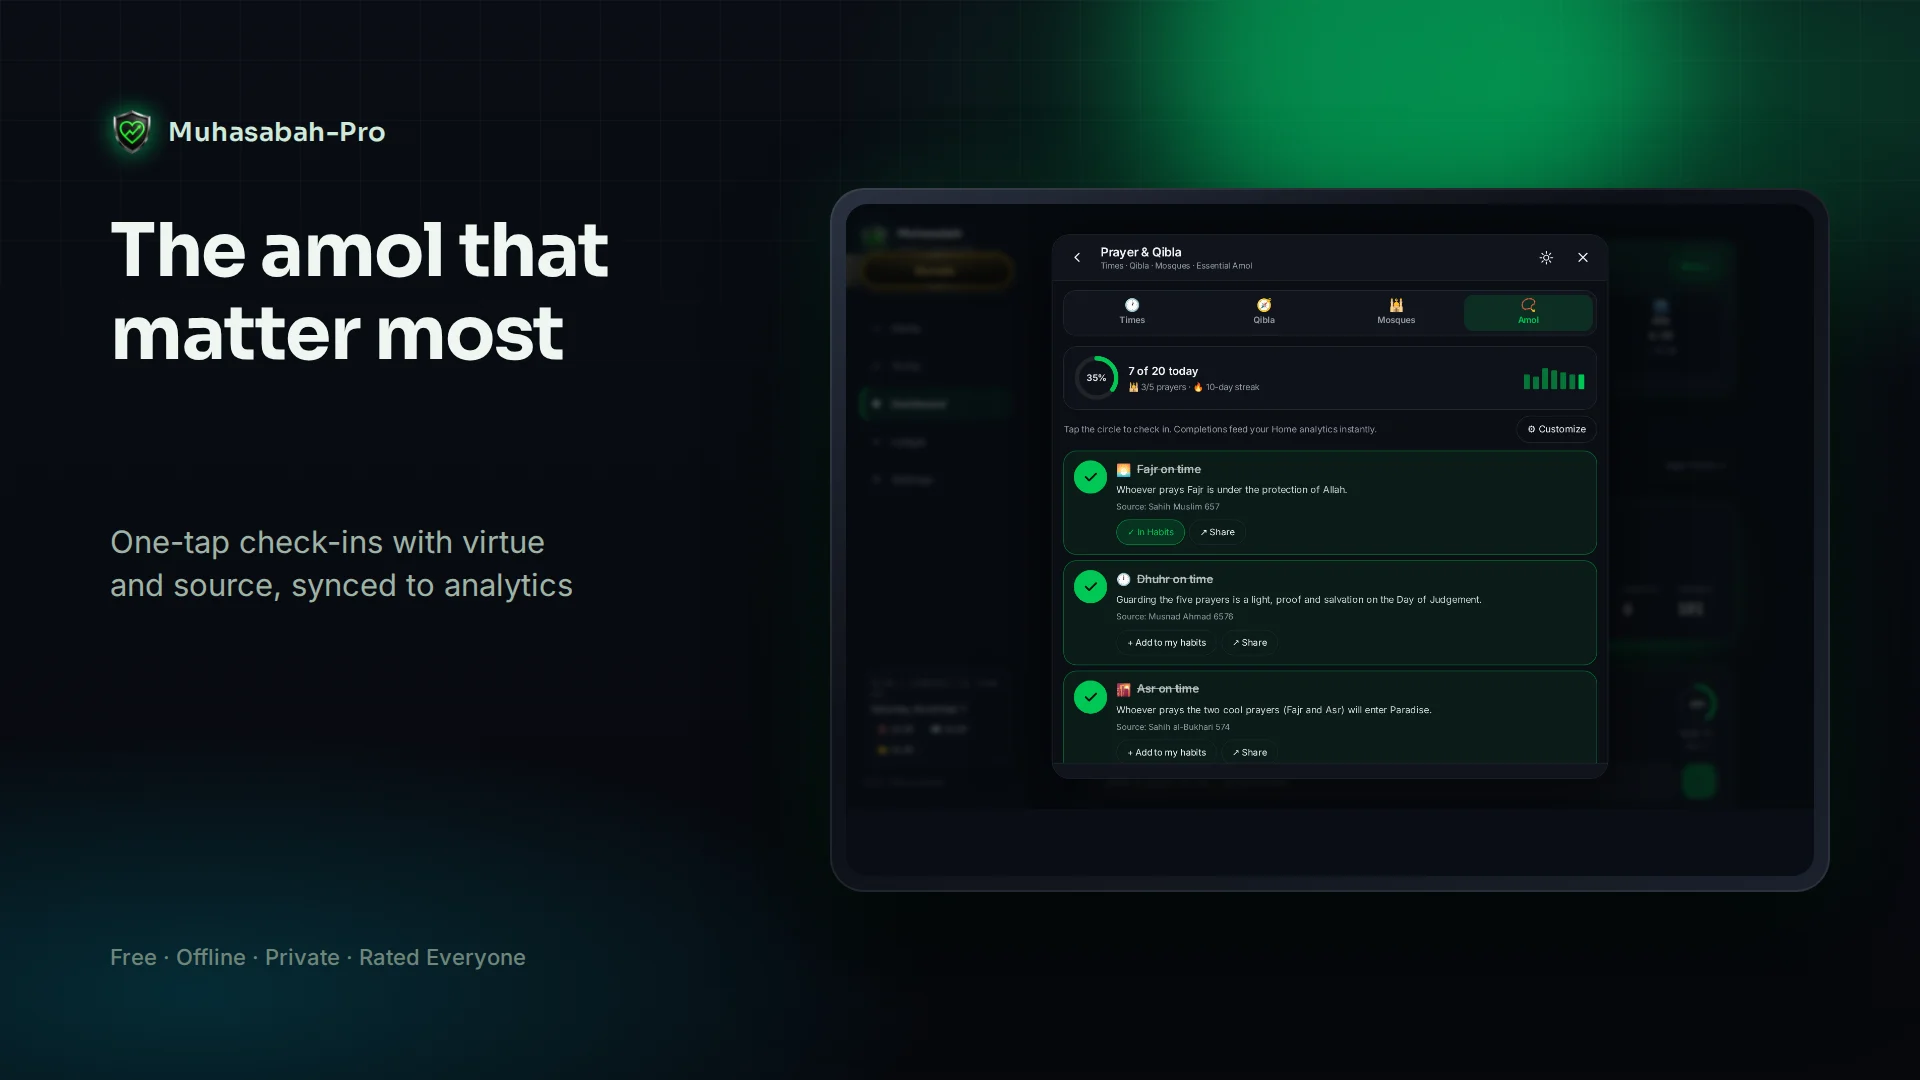 Muhasabah-Pro
The amol that
matter most
One-tap check-ins with virtue
and source, synced to analytics
Free · Offline · Private · Rated Everyone
Prayer & Qibla
Times · Qibla · Mosques · Essential Amol
Times
Qibla
Mosques
Amol
35%
7 of 20 today
3/5 prayers · 🔥 10-day streak
Tap the circle to check in. Completions feed your Home analytics instantly.
⚙ Customize
Fajr on time
Whoever prays Fajr is under the protection of Allah.
Source: Sahih Muslim 657
✓ In Habits
↗ Share
Dhuhr on time
Guarding the five prayers is a light, proof and salvation on the Day of Judgement.
Source: Musnad Ahmad 6576
+ Add to my habits
↗ Share
Asr on time
Whoever prays the two cool prayers (Fajr and Asr) will enter Paradise.
Source: Sahih al-Bukhari 574
+ Add to my habits
↗ Share